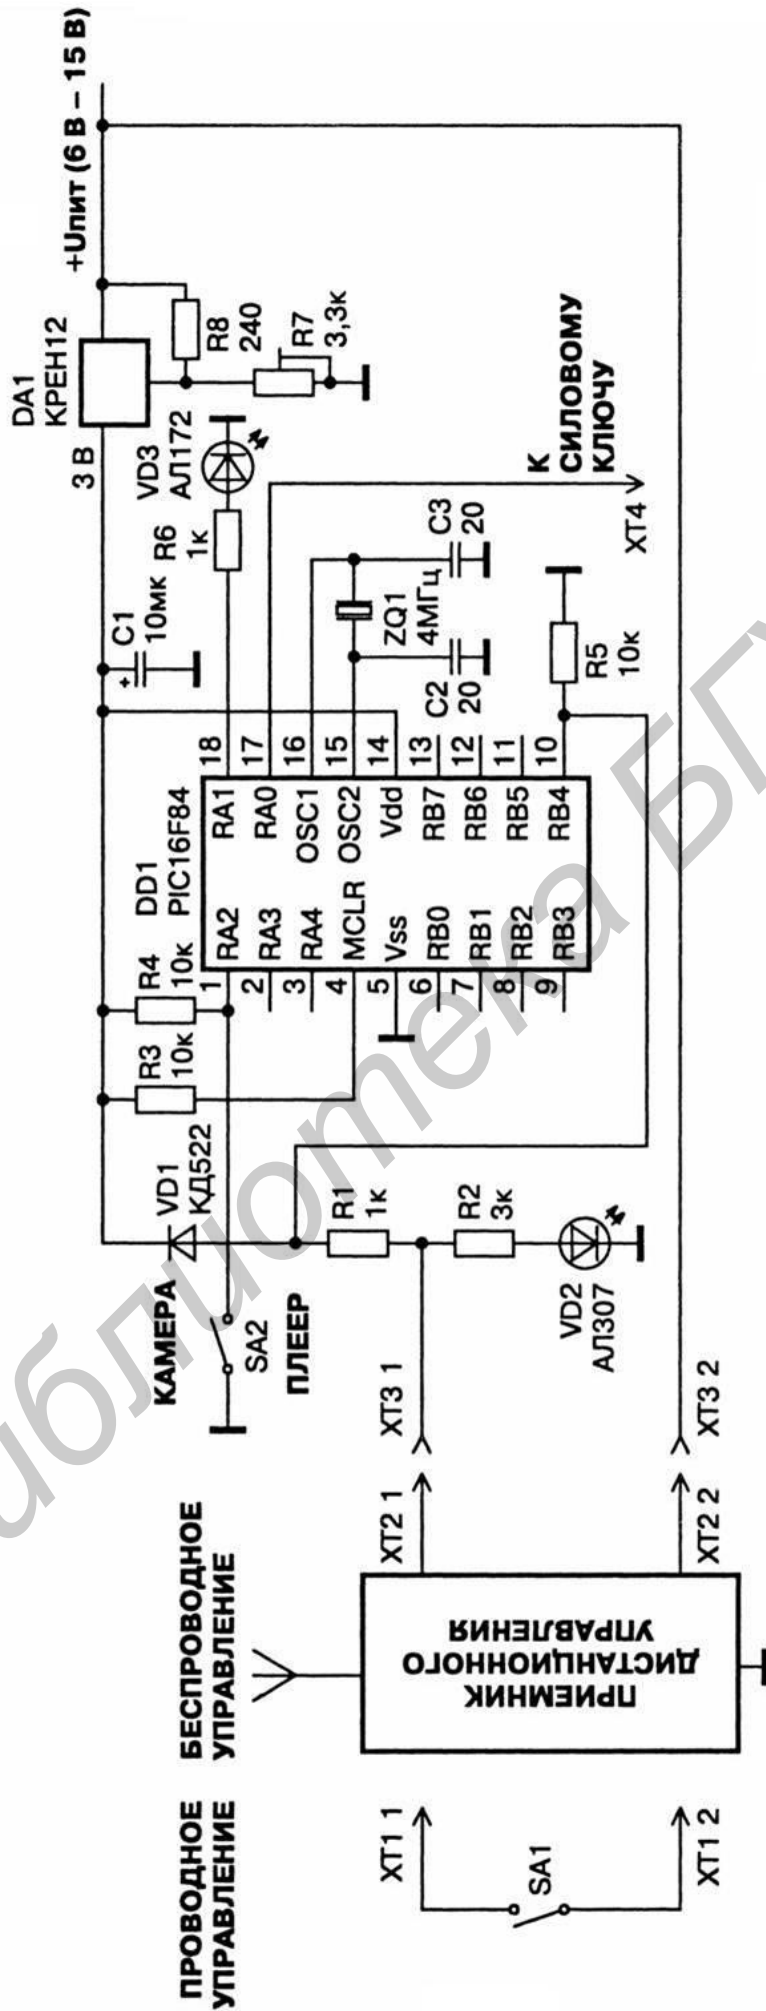 ПРОВОДНОЕ
УПРАВЛЕНИЕ
БЕСПРОВОДНОЕ
УПРАВЛЕНИЕ
XT1 1
SA1
XT1 2
ПРИЕМНИК
ДИСТАНЦИОННОГО
УПРАВЛЕНИЯ
XT2 1
XT2 2
XT3 1
XT3 2
КАМЕРА
SA2
ПЛЕЕР
VD1
КД522
R1
1к
R2
3к
VD2
АЛ307
R3
10к
R4
10к
DD1
PIC16F84
1 RA2
2 RA3
3 RA4
4 MCLR
5 Vss
6 RB0
7 RB1
8 RB2
9 RB3
RA1 18
RA0 17
OSC1 16
OSC2 15
Vdd 14
RB7 13
RB6 12
RB5 11
RB4 10
+ C1
10мк
R6
1к
VD3
АЛ172
3 В
DA1
КРЕН12
+Uпит (6 В – 15 В)
R8
240
R7
3,3к
ZQ1
4МГц
C2
20
C3
20
R5
10к
XT4
К
СИЛОВОМУ
КЛЮЧУ
иблиотека БГУ